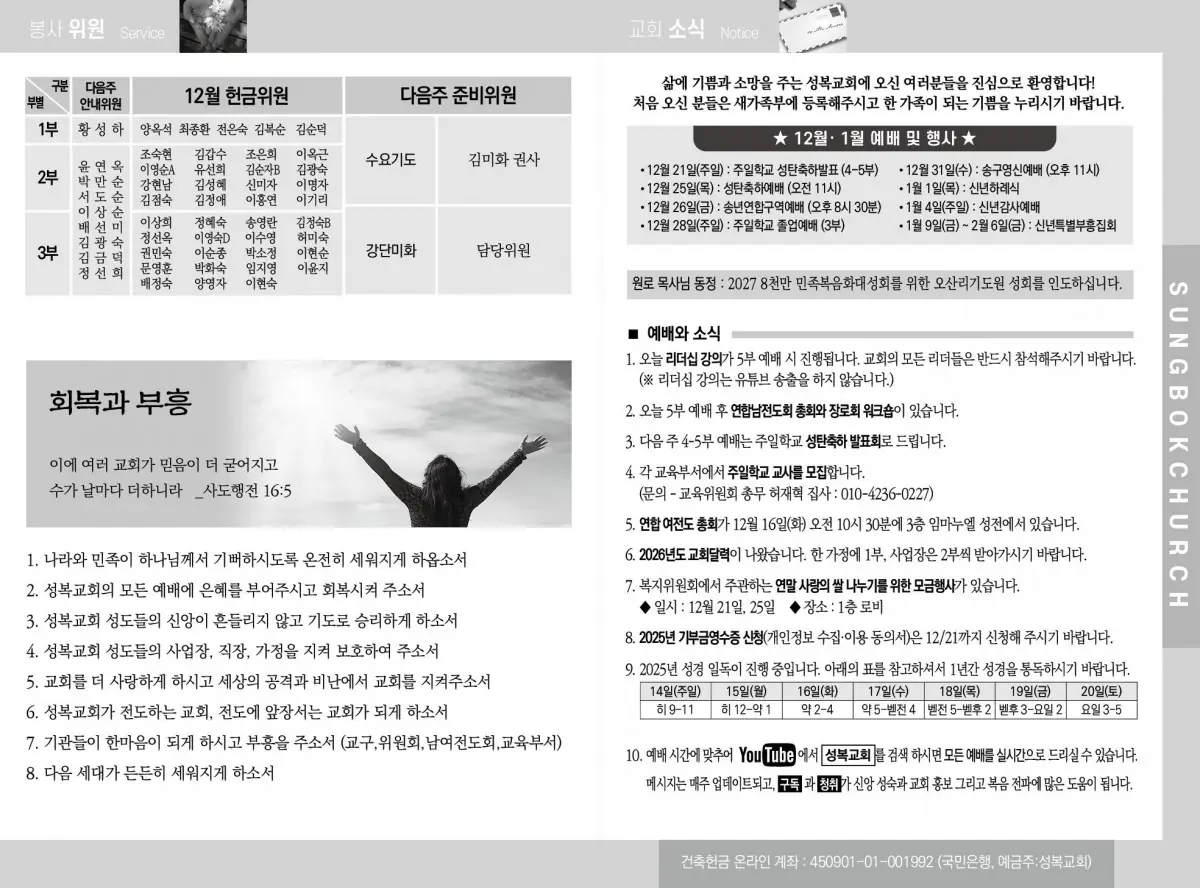 봉사 위원 Service
구분
부별
다음주
안내위원
12월 헌금위원
다음주 준비위원
1부
황 성 하
양옥석 최종환 전은숙 김복순 김순덕
2부
3부
윤 연 옥
박 만 순
서 도 순
이 상 순
배 선 미
김 광 숙
김 금 덕
정 선 희
조숙현 김갑수 조은희 이옥근
이영순A 유선희 김순자B 김광숙
강현남 김성혜 신미자 이명자
김점숙 김정애 이홍연 이기리
이상희 정혜숙 송영란 김정숙B
정선옥 이영숙D 이수영 허미숙
권민숙 이순종 박소정 이현순
문영훈 박화숙 임지영 이윤지
배정숙 양영자 이현숙
수요기도
김미화 권사
강단미화
담당위원
회복과 부흥
이에 여러 교회가 믿음이 더 굳어지고
수가 날마다 더하니라 _사도행전 16:5
1. 나라와 민족이 하나님께서 기뻐하시도록 온전히 세워지게 하옵소서
2. 성복교회의 모든 예배에 은혜를 부어주시고 회복시켜 주소서
3. 성복교회 성도들의 신앙이 흔들리지 않고 기도로 승리하게 하소서
4. 성복교회 성도들의 사업장, 직장, 가정을 지켜 보호하여 주소서
5. 교회를 더 사랑하게 하시고 세상의 공격과 비난에서 교회를 지켜주소서
6. 성복교회가 전도하는 교회, 전도에 앞장서는 교회가 되게 하소서
7. 기관들이 한마음이 되게 하시고 부흥을 주소서 (교구,위원회,남여전도회,교육부서)
8. 다음 세대가 든든히 세워지게 하소서
교회 소식 Notice
삶에 기쁨과 소망을 주는 성복교회에 오신 여러분들을 진심으로 환영합니다!
처음 오신 분들은 새가족부에 등록해주시고 한 가족이 되는 기쁨을 누리시기 바랍니다.
★ 12월· 1월 예배 및 행사 ★
• 12월 21일(주일) : 주일학교 성탄축하발표 (4-5부)
• 12월 25일(목) : 성탄축하예배 (오전 11시)
• 12월 26일(금) : 송년연합구역예배 (오후 8시 30분)
• 12월 28일(주일) : 주일학교 졸업예배 (3부)
• 12월 31일(수) : 송구영신예배 (오후 11시)
• 1월 1일(목) : 신년하례식
• 1월 4일(주일) : 신년감사예배
• 1월 9일(금) ~ 2월 6일(금) : 신년특별부흥집회
원로 목사님 동정 : 2027 8천만 민족복음화대성회를 위한 오산리기도원 성회를 인도하십니다.
■ 예배와 소식
1. 오늘 리더십 강의가 5부 예배 시 진행됩니다. 교회의 모든 리더들은 반드시 참석해주시기 바랍니다.
(※ 리더십 강의는 유튜브 송출을 하지 않습니다.)
2. 오늘 5부 예배 후 연합남전도회 총회와 장로회 워크숍이 있습니다.
3. 다음 주 4-5부 예배는 주일학교 성탄축하 발표회로 드립니다.
4. 각 교육부서에서 주일학교 교사를 모집합니다.
(문의 - 교육위원회 총무 허재혁 집사 : 010-4236-0227)
5. 연합 여전도 총회가 12월 16일(화) 오전 10시 30분에 3층 임마누엘 성전에서 있습니다.
6. 2026년도 교회달력이 나왔습니다. 한 가정에 1부, 사업장은 2부씩 받아가시기 바랍니다.
7. 복지위원회에서 주관하는 연말 사랑의 쌀 나누기를 위한 모금행사가 있습니다.
◆ 일시 : 12월 21일, 25일 ◆ 장소 : 1층 로비
8. 2025년 기부금영수증 신청(개인정보 수집·이용 동의서)은 12/21까지 신청해 주시기 바랍니다.
9. 2025년 성경 일독이 진행 중입니다. 아래의 표를 참고하셔서 1년간 성경을 통독하시기 바랍니다.
14일(주일) 15일(월) 16일(화) 17일(수) 18일(목) 19일(금) 20일(토)
히 9-11 히 12-약 1 약 2-4 약 5-벧전 4 벧전 5-벧후 2 벧후 3-요일 2 요일 3-5
10. 예배 시간에 맞추어 YouTube 에서 성복교회 를 검색 하시면 모든 예배를 실시간으로 드리실 수 있습니다.
메시지는 매주 업데이트되고, 구독 과 청취 가 신앙 성숙과 교회 홍보 그리고 복음 전파에 많은 도움이 됩니다.
SUNGBOKCHURCH
건축헌금 온라인 계좌 : 450901-01-001992 (국민은행, 예금주:성복교회)